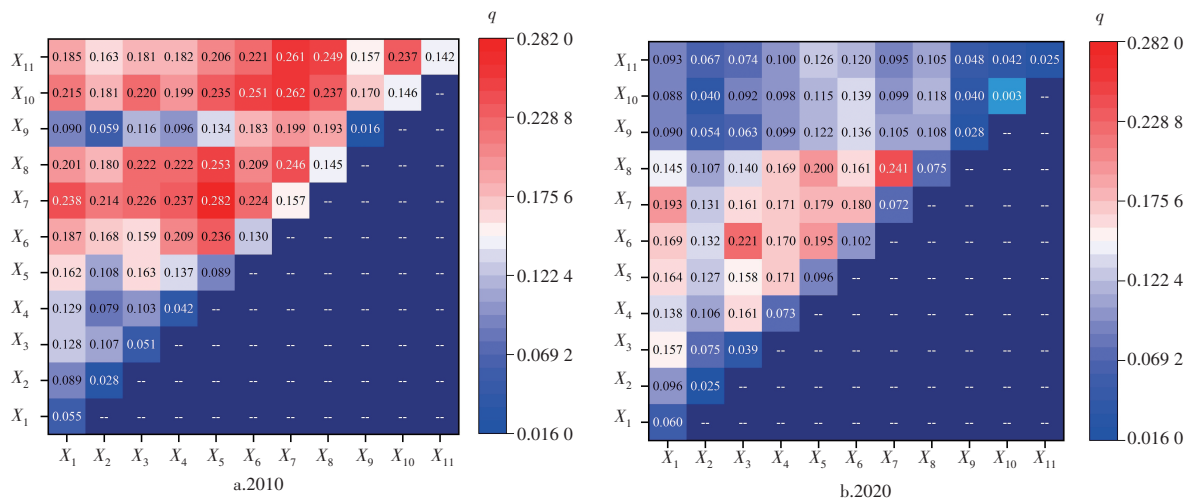 q
X11 0.185 0.163 0.181 0.182 0.206 0.221 0.261 0.249 0.157 0.237 0.142
X10 0.215 0.181 0.220 0.199 0.235 0.251 0.262 0.237 0.170 0.146 --
X9 0.090 0.059 0.116 0.096 0.134 0.183 0.199 0.193 0.016 -- --
X8 0.201 0.180 0.222 0.222 0.253 0.209 0.246 0.145 -- -- --
X7 0.238 0.214 0.226 0.237 0.282 0.224 0.157 -- -- -- --
X6 0.187 0.168 0.159 0.209 0.236 0.130 -- -- -- -- --
X5 0.162 0.108 0.163 0.137 0.089 -- -- -- -- -- --
X4 0.129 0.079 0.103 0.042 -- -- -- -- -- -- --
X3 0.128 0.107 0.051 -- -- -- -- -- -- -- --
X2 0.089 0.028 -- -- -- -- -- -- -- -- --
X1 0.055 -- -- -- -- -- -- -- -- -- --
X1 X2 X3 X4 X5 X6 X7 X8 X9 X10 X11
0.282 0
0.228 8
0.175 6
0.122 4
0.069 2
0.016 0
a.2010
q
X11 0.093 0.067 0.074 0.100 0.126 0.120 0.095 0.105 0.048 0.042 0.025
X10 0.088 0.040 0.092 0.098 0.115 0.139 0.099 0.118 0.040 0.003 --
X9 0.090 0.054 0.063 0.099 0.122 0.136 0.105 0.108 0.028 -- --
X8 0.145 0.107 0.140 0.169 0.200 0.161 0.241 0.075 -- -- --
X7 0.193 0.131 0.161 0.171 0.179 0.180 0.072 -- -- -- --
X6 0.169 0.132 0.221 0.170 0.195 0.102 -- -- -- -- --
X5 0.164 0.127 0.158 0.171 0.096 -- -- -- -- -- --
X4 0.138 0.106 0.161 0.073 -- -- -- -- -- -- --
X3 0.157 0.075 0.039 -- -- -- -- -- -- -- --
X2 0.096 0.025 -- -- -- -- -- -- -- -- --
X1 0.060 -- -- -- -- -- -- -- -- -- --
X1 X2 X3 X4 X5 X6 X7 X8 X9 X10 X11
0.282 0
0.228 8
0.175 6
0.122 4
0.069 2
0.016 0
b.2020